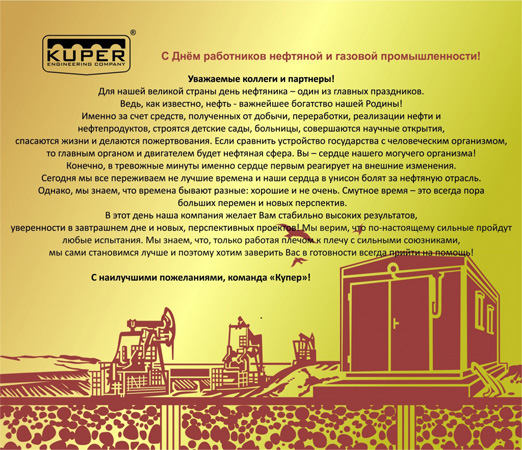 KUPER
®
ENGINEERING COMPANY
С Днём работников нефтяной и газовой промышленности!
Уважаемые коллеги и партнеры!
Для нашей великой страны день нефтяника – один из главных праздников.
Ведь, как известно, нефть - важнейшее богатство нашей Родины!
Именно за счет средств, полученных от добычи, переработки, реализации нефти и
нефтепродуктов, строятся детские сады, больницы, совершаются научные открытия,
спасаются жизни и делаются пожертвования. Если сравнить устройство государства с человеческим организмом,
то главным органом и двигателем будет нефтяная сфера. Вы – сердце нашего могучего организма!
Конечно, в тревожные минуты именно сердце первым реагирует на внешние изменения.
Сегодня мы все переживаем не лучшие времена и наши сердца в унисон болят за нефтяную отрасль.
Однако, мы знаем, что времена бывают разные: хорошие и не очень. Смутное время – это всегда пора
больших перемен и новых перспектив.
В этот день наша компания желает Вам стабильно высоких результатов,
уверенности в завтрашнем дне и новых, перспективных проектов! Мы верим, что по-настоящему сильные пройдут
любые испытания. Мы знаем, что, только работая плечом к плечу с сильными союзниками,
мы сами становимся лучше и поэтому хотим заверить Вас в готовности всегда прийти на помощь!
С наилучшими пожеланиями, команда «Купер»!